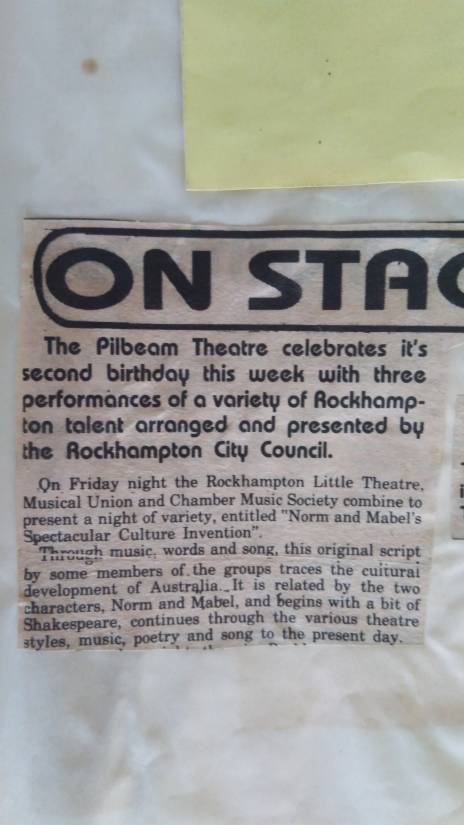 ON STAG
The Pilbeam Theatre celebrates it's
second birthday this week with three
performances of a variety of Rockhamp-
ton talent arranged and presented by
the Rockhampton City Council.
On Friday night the Rockhampton Little Theatre,
Musical Union and Chamber Music Society combine to
present a night of variety, entitled "Norm and Mabel's
Spectacular Culture Invention".
Through music, words and song, this original script
by some members of the groups traces the cultural
development of Australia. It is related by the two
characters, Norm and Mabel, and begins with a bit of
Shakespeare, continues through the various theatre
styles, music, poetry and song to the present day.